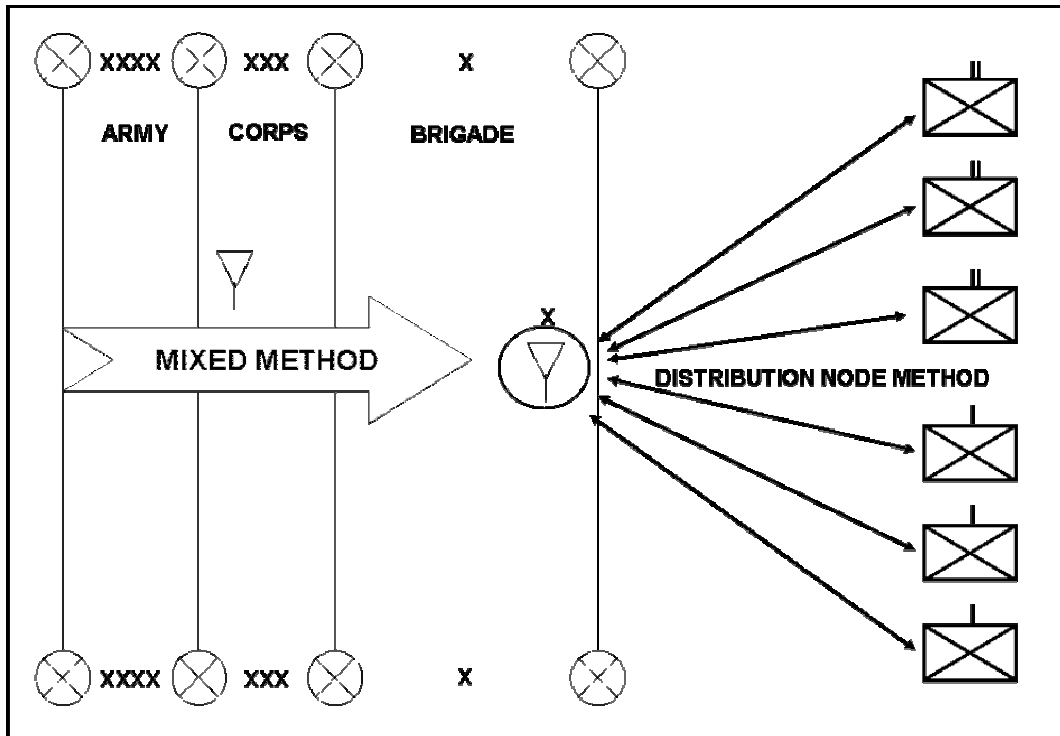 XXXX XXX X
ARMY CORPS BRIGADE
X
MIXED METHOD
DISTRIBUTION NODE METHOD
XXXX XXX X